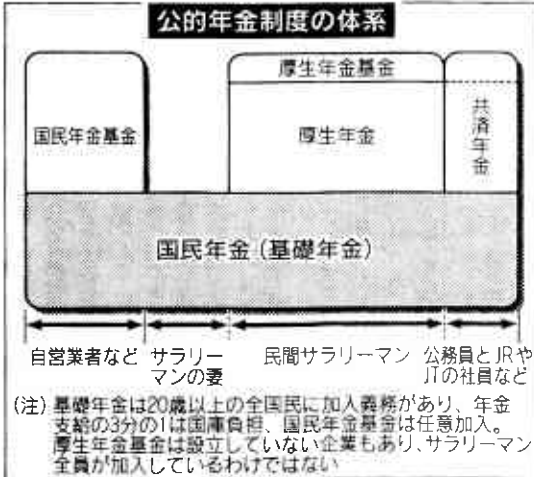 公的年金制度の体系
厚生年金基金
国民年金基金
厚生年金
共済年金
国民年金(基礎年金)
自営業者など
サラリー
マンの妻
民間サラリーマン
公務員とJRや
JTの社員など
(注)基礎年金は20歳以上の全国民に加入義務があり、年金
支給の3分の1は国庫負担、国民年金基金は任意加入。
厚生年金基金は設立していない企業もあり、サラリーマン
全員が加入しているわけではない